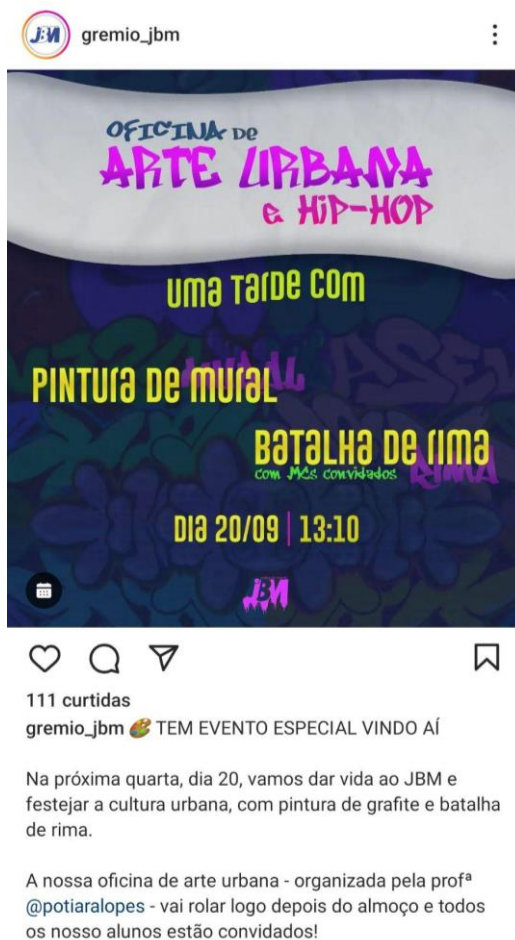 JBM
gremio_jbm
OFICINA DE
ARTE URBANA
e HIP-HOP
uma tarde com
MURAL
PINTURA DE MURAL
BATALHA DE RIMA
com MCs convidados
RIMA
DIA 20/09 | 13:10
JBM
111 curtidas
gremio_jbm 🎨 TEM EVENTO ESPECIAL VINDO AÍ
Na próxima quarta, dia 20, vamos dar vida ao JBM e
festejar a cultura urbana, com pintura de grafite e batalha
de rima.
A nossa oficina de arte urbana - organizada pela profª
@potiaralopes - vai rolar logo depois do almoço e todos
os nosso alunos estão convidados!